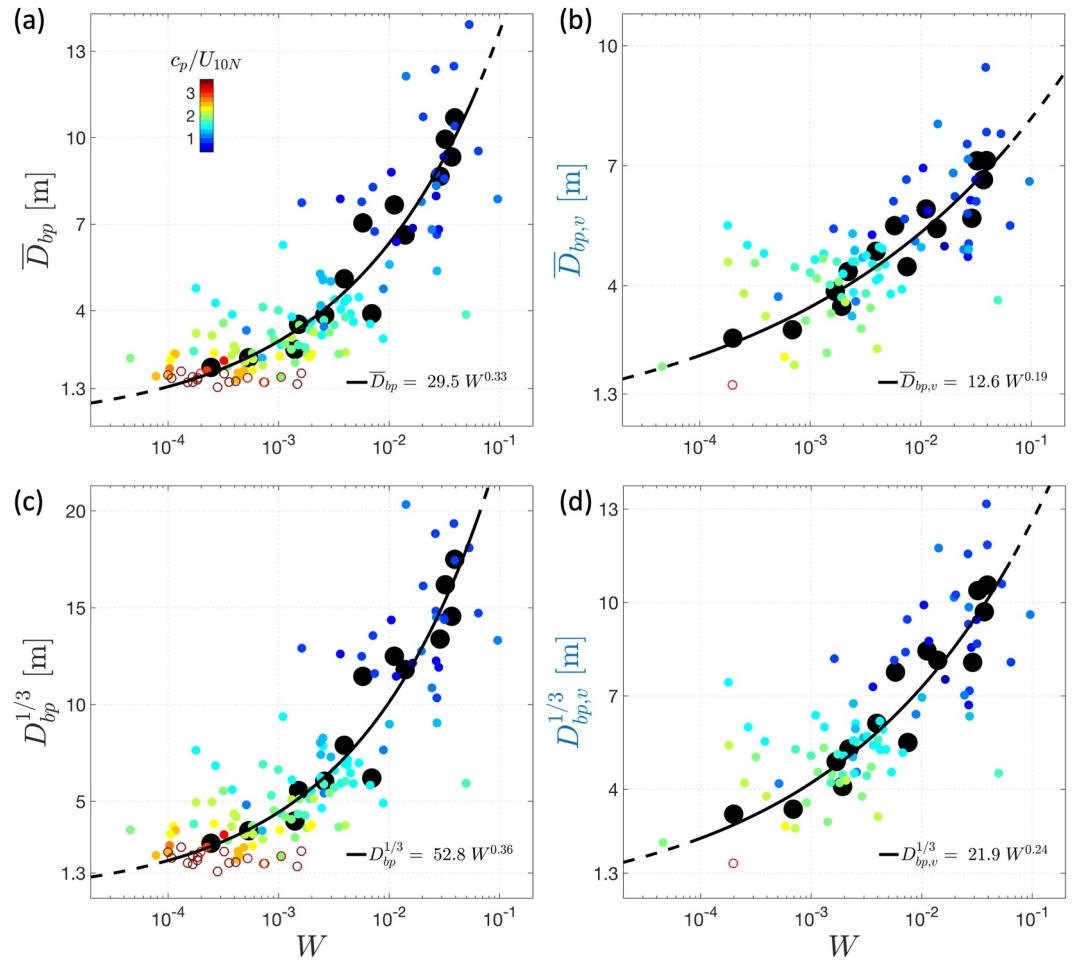 (a)
13
10
7
4
1.3
D̅_bp [m]
c_p/U_10N
3
2
1
D̅_bp = 29.5 W^0.33
10^-4
10^-3
10^-2
10^-1
(b)
10
7
4
1.3
D̅_bp,v [m]
D̅_bp,v = 12.6 W^0.19
10^-4
10^-3
10^-2
10^-1
(c)
20
15
10
5
1.3
D_bp^1/3 [m]
D_bp^1/3 = 52.8 W^0.36
10^-4
10^-3
10^-2
10^-1
W
(d)
13
10
7
4
1.3
D_bp,v^1/3 [m]
D_bp,v^1/3 = 21.9 W^0.24
10^-4
10^-3
10^-2
10^-1
W